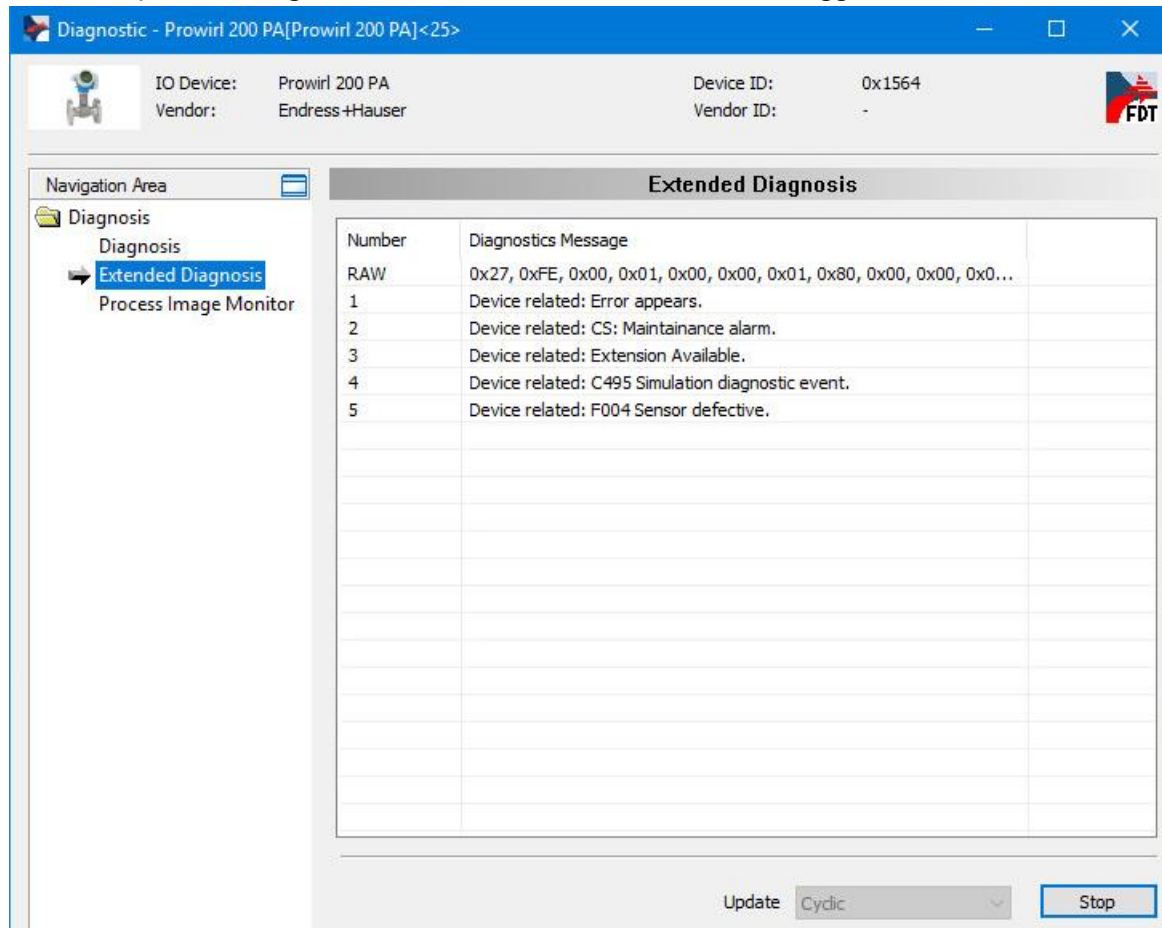 Diagnostic - Prowirl 200 PA[Prowirl 200 PA]<25>
IO Device: Prowirl 200 PA Device ID: 0x1564
Vendor: Endress+Hauser Vendor ID: -
FDT
Navigation Area
Extended Diagnosis
Diagnosis
Diagnosis
Extended Diagnosis
Process Image Monitor
Number Diagnostics Message
RAW 0x27, 0xFE, 0x00, 0x01, 0x00, 0x00, 0x01, 0x80, 0x00, 0x00, 0x0...
1 Device related: Error appears.
2 Device related: CS: Maintainance alarm.
3 Device related: Extension Available.
4 Device related: C495 Simulation diagnostic event.
5 Device related: F004 Sensor defective.
Update Cyclic Stop